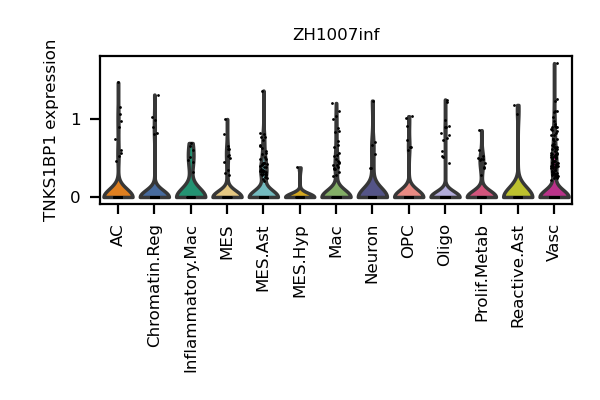 ZH1007inf
TNKS1BP1 expression
1
0
AC
Chromatin.Reg
Inflammatory.Mac
MES
MES.Ast
MES.Hyp
Mac
Neuron
OPC
Oligo
Prolif.Metab
Reactive.Ast
Vasc